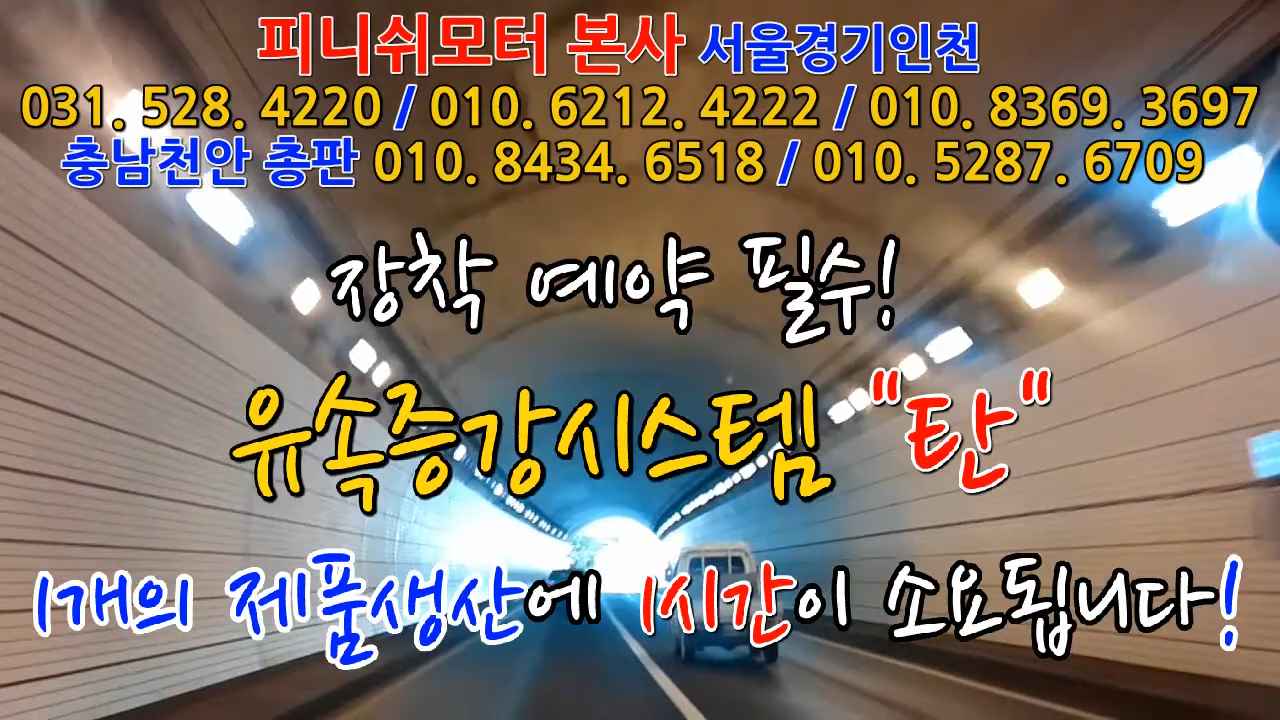 피니쉬모터 본사 서울경기인천
031. 528. 4220 / 010. 6212. 4222 / 010. 8369. 3697
충남천안 총판 010. 8434. 6518 / 010. 5287. 6709
장착 예약 필수!
유속증강시스템 "탄"
1개의 제품생산에 1시간이 소요됩니다!